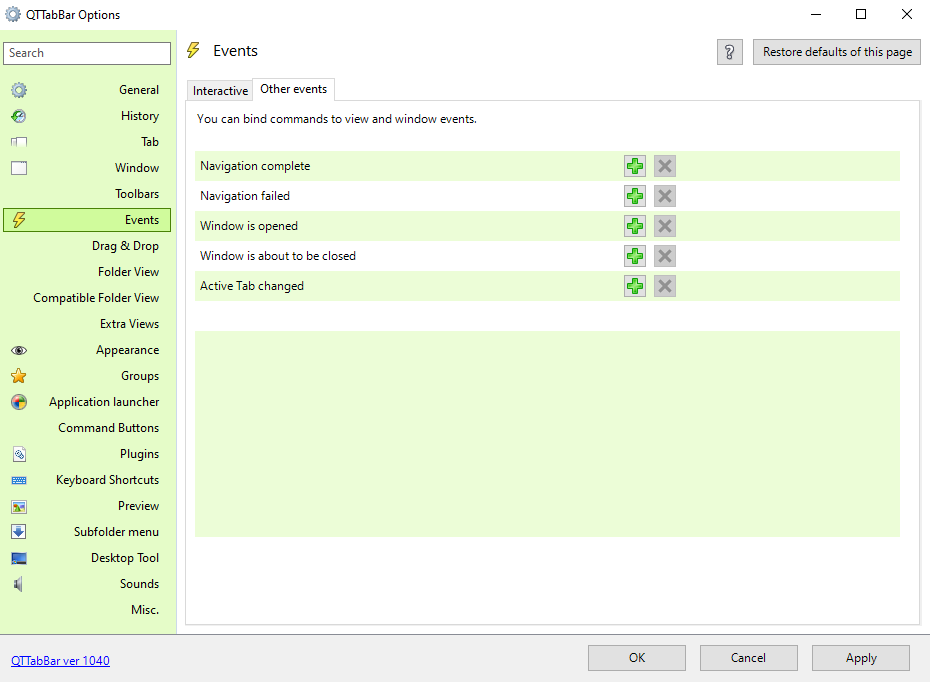 QTTabBar Options
Search
General
History
Tab
Window
Toolbars
Events
Drag & Drop
Folder View
Compatible Folder View
Extra Views
Appearance
Groups
Application launcher
Command Buttons
Plugins
Keyboard Shortcuts
Preview
Subfolder menu
Desktop Tool
Sounds
Misc.
Events
? Restore defaults of this page
Interactive Other events
You can bind commands to view and window events.
Navigation complete
Navigation failed
Window is opened
Window is about to be closed
Active Tab changed
QTTabBar ver 1040
OK Cancel Apply